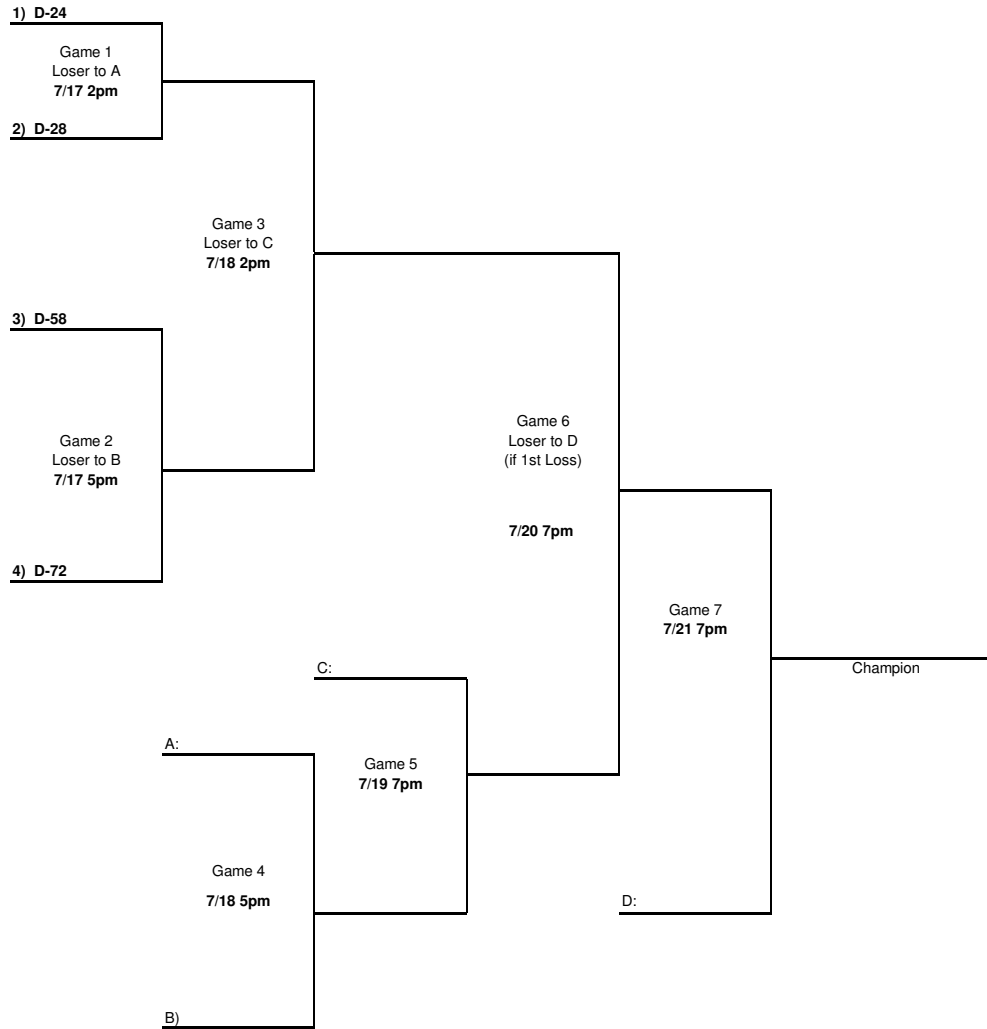 1) D-24
Game 1
Loser to A
7/17 2pm
2) D-28
Game 3
Loser to C
7/18 2pm
3) D-58
Game 2
Loser to B
7/17 5pm
4) D-72
Game 6
Loser to D
(if 1st Loss)
7/20 7pm
Game 7
7/21 7pm
Champion
C:
A:
Game 5
7/19 7pm
Game 4
7/18 5pm
D:
B)